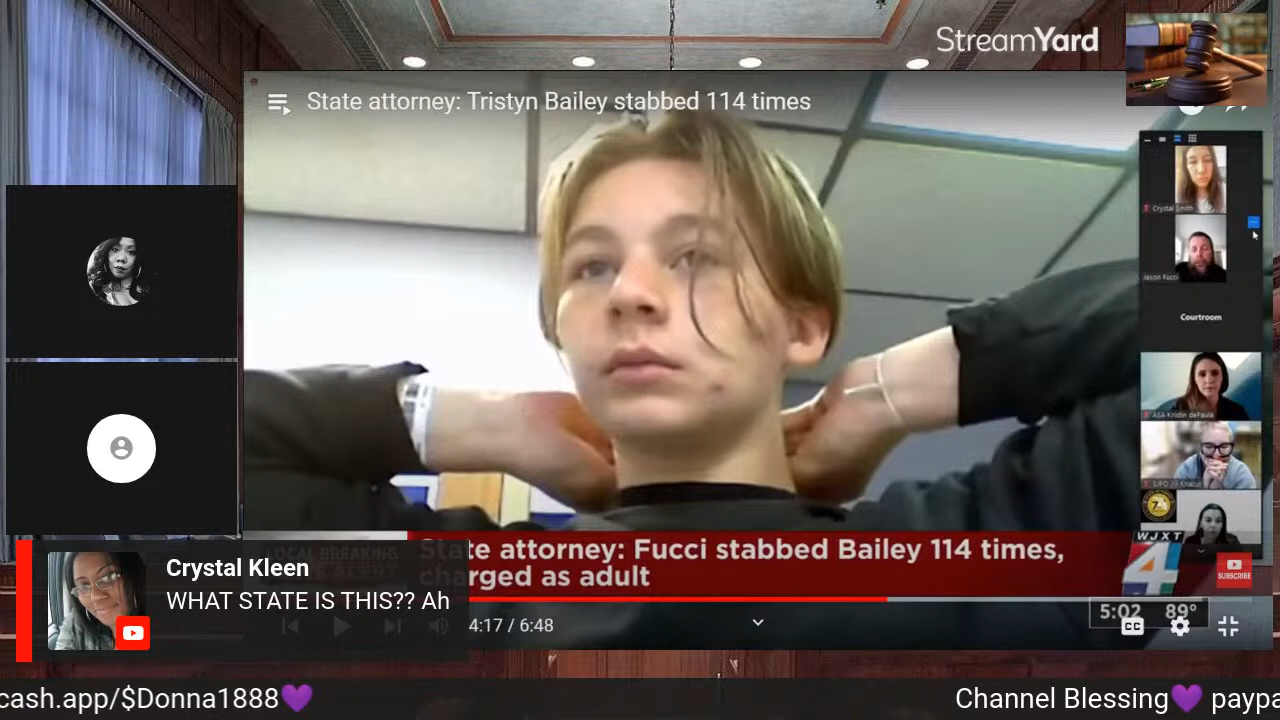 StreamYard
State attorney: Tristyn Bailey stabbed 114 times
Crystal Smith
Jason Fucci
Courtroom
ASA Kristin dePaula
LOCAL BREAKING
State attorney: Fucci stabbed Bailey 114 times,
charged as adult
WJXT
4
SUBSCRIBE
5:02 89°
CC
4:17 / 6:48
Crystal Kleen
WHAT STATE IS THIS?? Ah
cash.app/$Donna1888💜
Channel Blessing💜 paypa